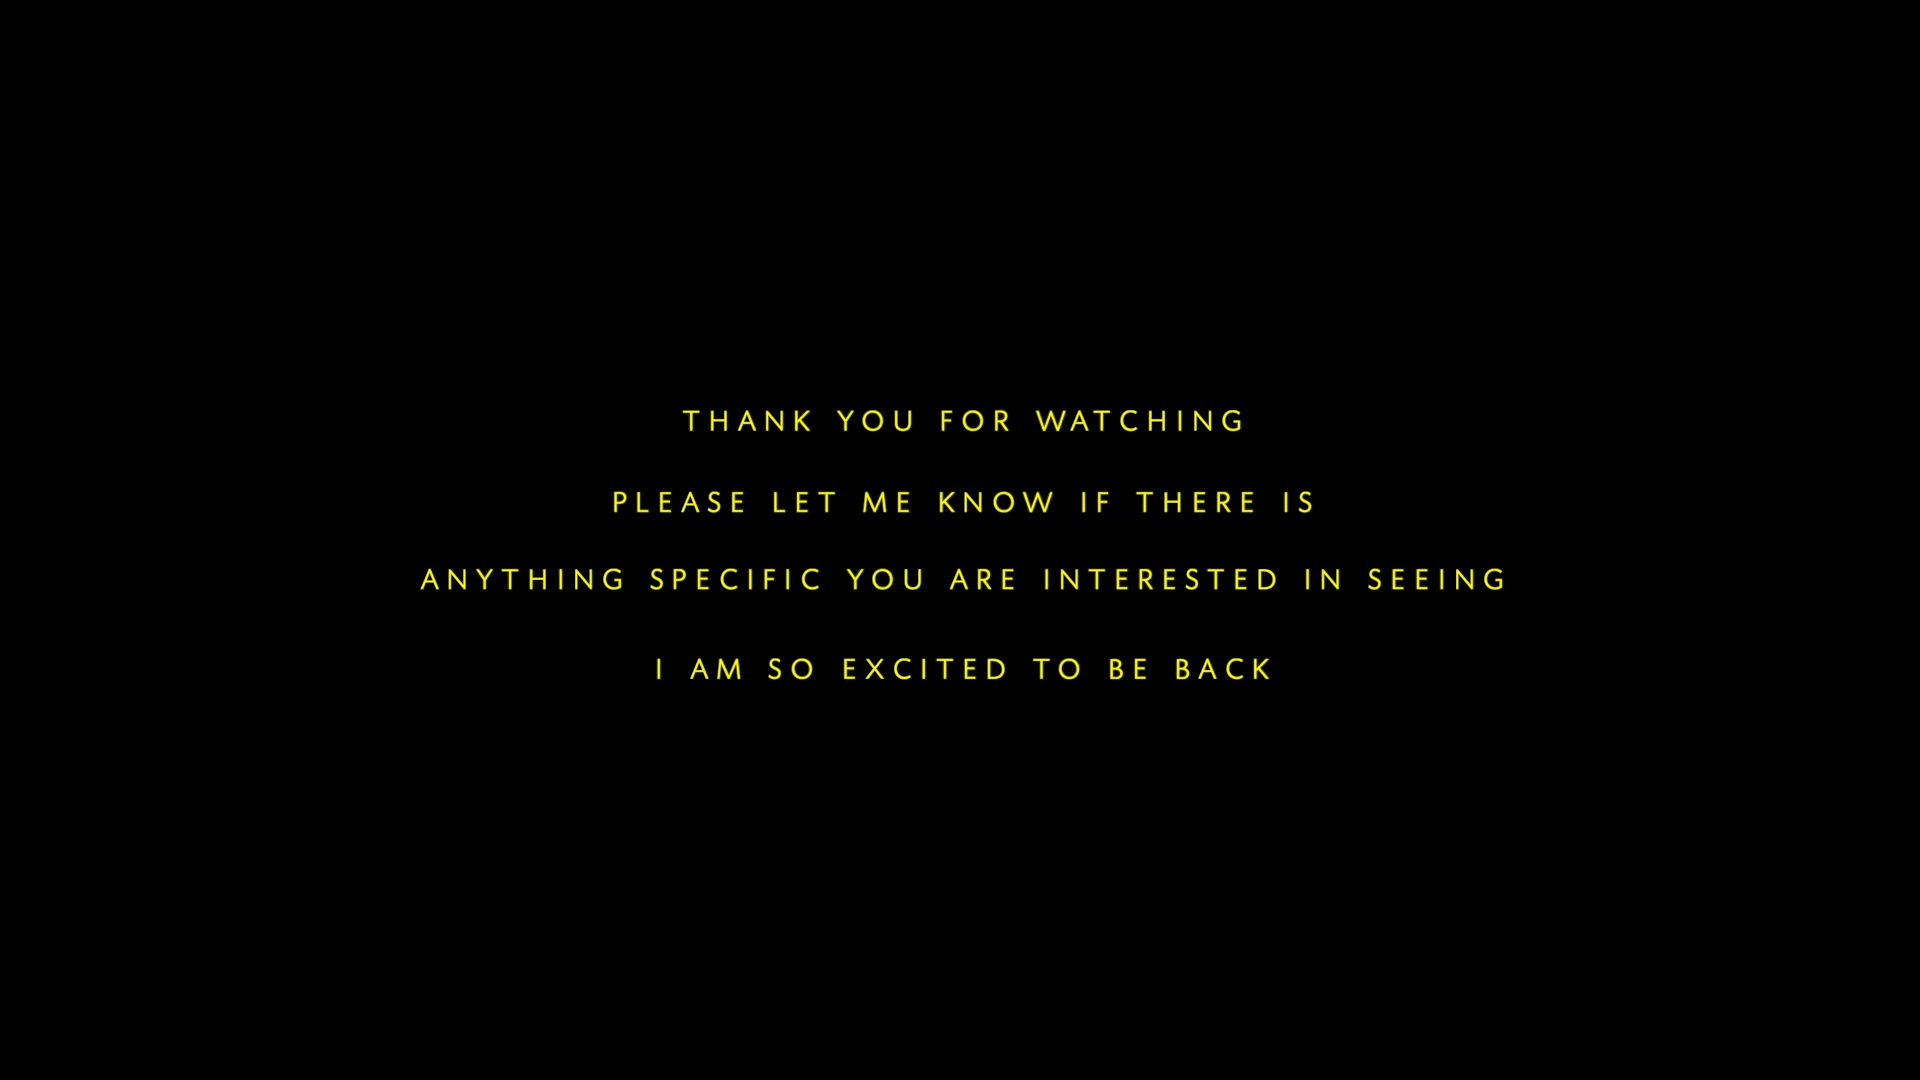 THANK YOU FOR WATCHING
PLEASE LET ME KNOW IF THERE IS
ANYTHING SPECIFIC YOU ARE INTERESTED IN SEEING
I AM SO EXCITED TO BE BACK